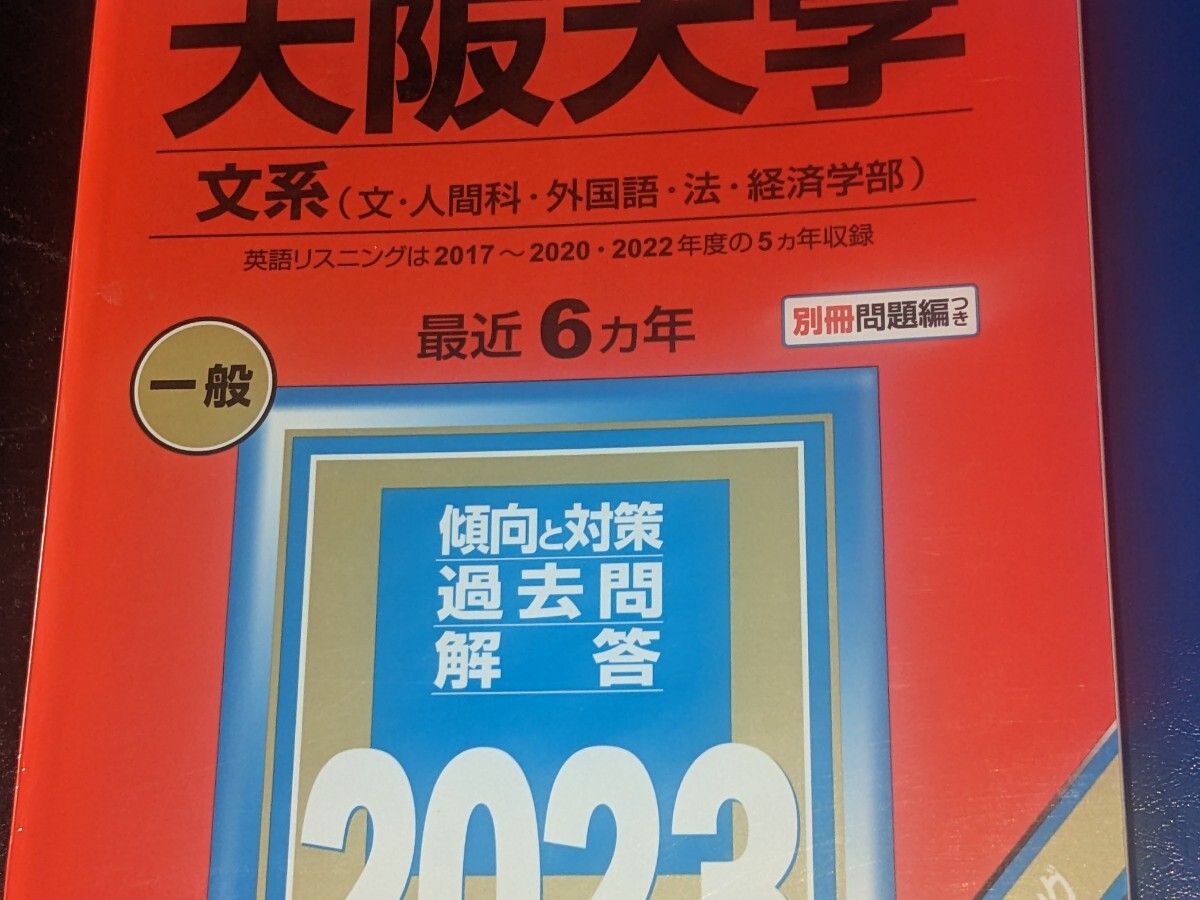 大阪大学
文系(文・人間科・外国語・法・経済学部)
英語リスニングは2017～2020・2022年度の5ヵ年収録
最近6ヵ年
別冊問題編つき
一般
傾向と対策
過去問
解答
2023